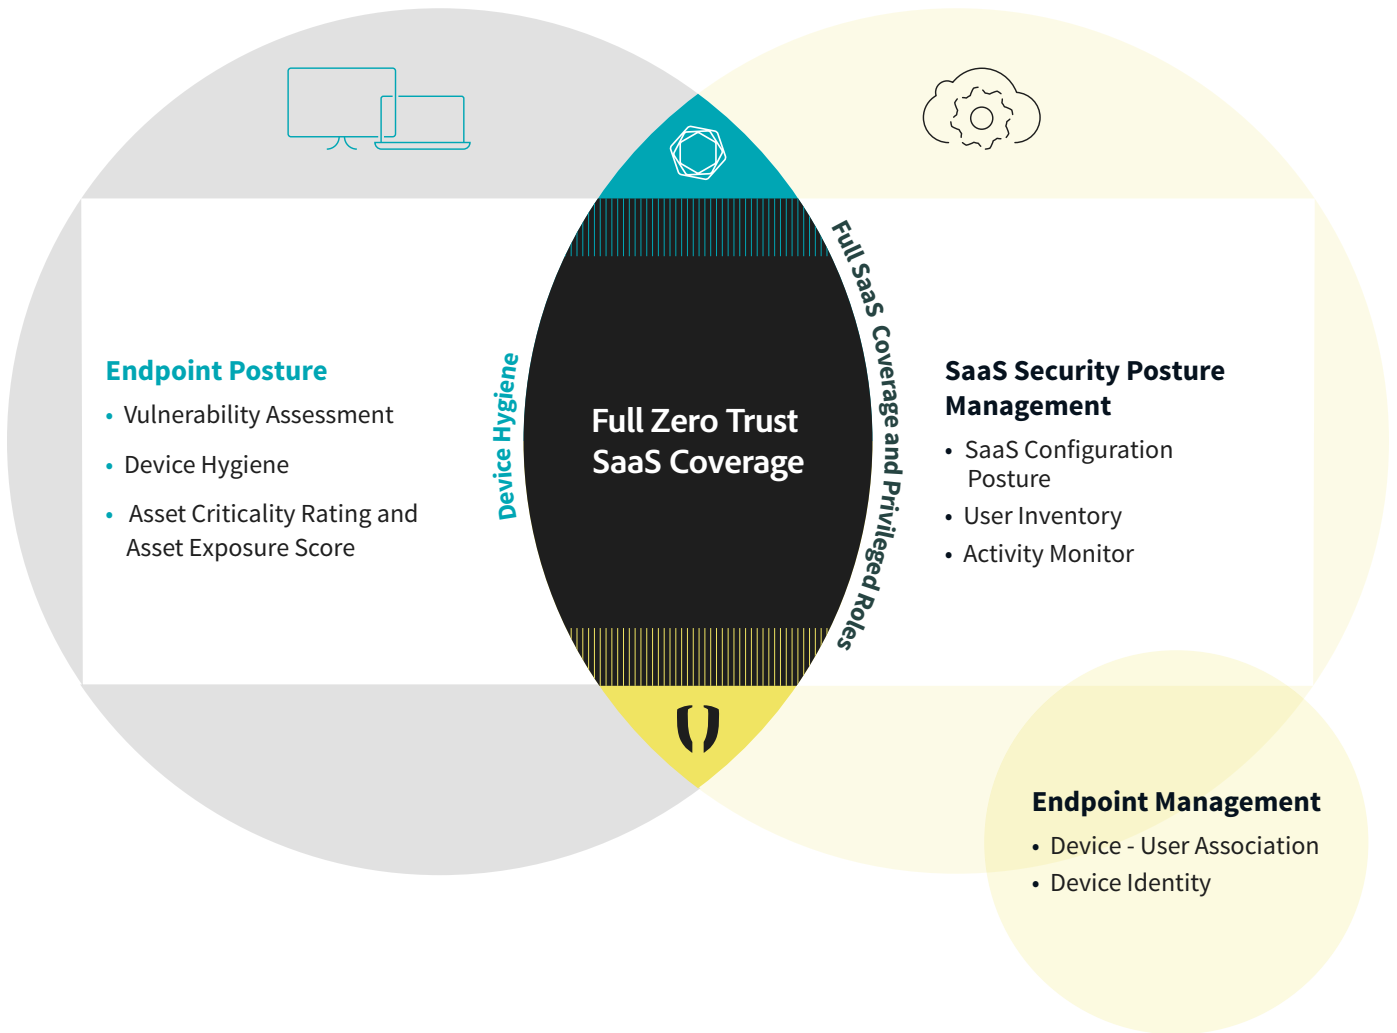 Endpoint Posture
• Vulnerability Assessment
• Device Hygiene
• Asset Criticality Rating and
Asset Exposure Score
Device Hygiene
Full Zero Trust
SaaS Coverage
Full SaaS Coverage and Privileged Roles
SaaS Security Posture
Management
• SaaS Configuration
Posture
• User Inventory
• Activity Monitor
Endpoint Management
• Device - User Association
• Device Identity